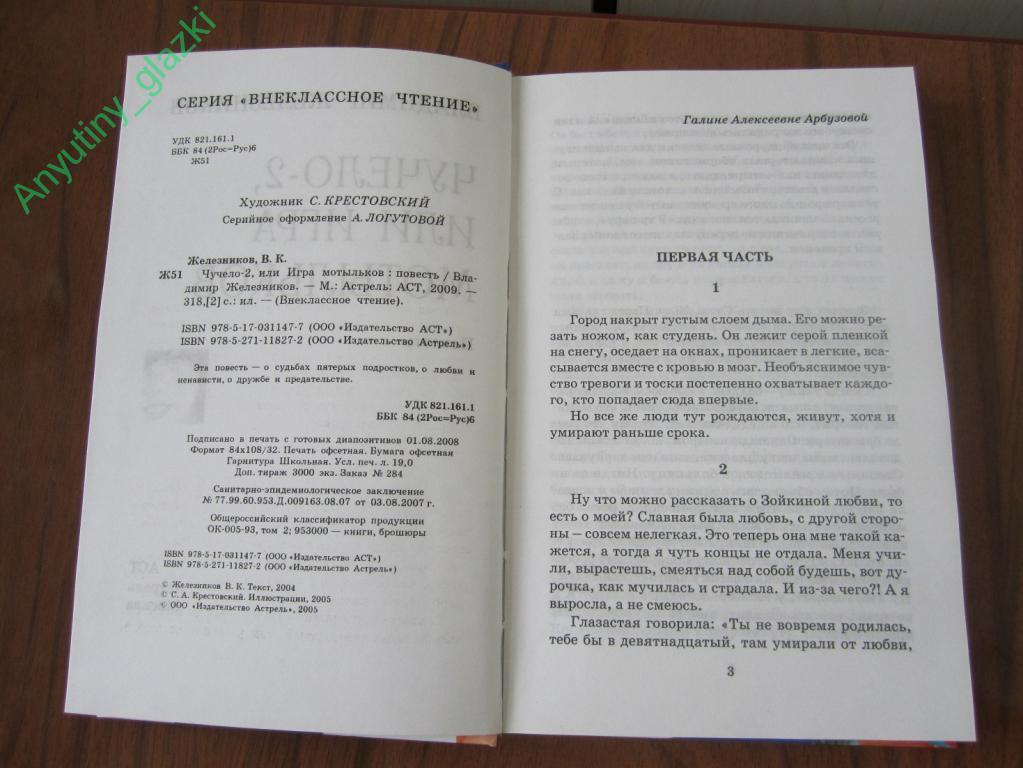 Anyutiny_glazki
СЕРИЯ «ВНЕКЛАССНОЕ ЧТЕНИЕ»
УДК 821.161.1
ББК 84 (2Рос=Рус)6
Ж51
Художник С. КРЕСТОВСКИЙ
Серийное оформление А. ЛОГУТОВОЙ
Железников, В. К.
Ж51 Чучело-2, или Игра мотыльков : повесть / Вла-
димир Железников. — М.: Астрель: АСТ, 2009. —
318,[2] с.: ил. — (Внеклассное чтение).
ISBN 978-5-17-031147-7 (ООО «Издательство АСТ»)
ISBN 978-5-271-11827-2 (ООО «Издательство Астрель»)
Эта повесть — о судьбах пятерых подростков, о любви и
ненависти, о дружбе и предательстве.
УДК 821.161.1
ББК 84 (2Рос=Рус)6
Подписано в печать с готовых диапозитивов 01.08.2008
Формат 84х108/32. Печать офсетная. Бумага офсетная
Гарнитура Школьная. Усл. печ. л. 19,0
Доп. тираж 3000 экз. Заказ № 284
Санитарно-эпидемиологическое заключение
№ 77.99.60.953.Д.009163.08.07 от 03.08.2007 г.
Общероссийский классификатор продукции
ОК-005-93, том 2; 953000 — книги, брошюры
ISBN 978-5-17-031147-7 (ООО «Издательство АСТ»)
ISBN 978-5-271-11827-2 (ООО «Издательство Астрель»)
© Железников В. К. Текст, 2004
© С. А. Крестовский. Иллюстрации, 2005
© ООО «Издательство Астрель», 2005
Галине Алексеевне Арбузовой
ПЕРВАЯ ЧАСТЬ
1
Город накрыт густым слоем дыма. Его можно ре-
зать ножом, как студень. Он лежит серой пленкой
на снегу, оседает на окнах, проникает в легкие, вса-
сывается вместе с кровью в мозг. Необъяснимое чув-
ство тревоги и тоски постепенно охватывает каждо-
го, кто попадает сюда впервые.
Но все же люди тут рождаются, живут, хотя и
умирают раньше срока.
2
Ну что можно рассказать о Зойкиной любви, то
есть о моей? Славная была любовь, с другой сторо-
ны — совсем нелегкая. Это теперь она мне такой ка-
жется, а тогда я чуть концы не отдала. Меня учи-
ли, вырастешь, смеяться над собой будешь, вот ду-
рочка, как мучилась и страдала. И из-за чего?! А я
выросла, а не смеюсь.
Глазастая говорила: «Ты не вовремя родилась,
тебе бы в девятнадцатый, там умирали от любви,
3